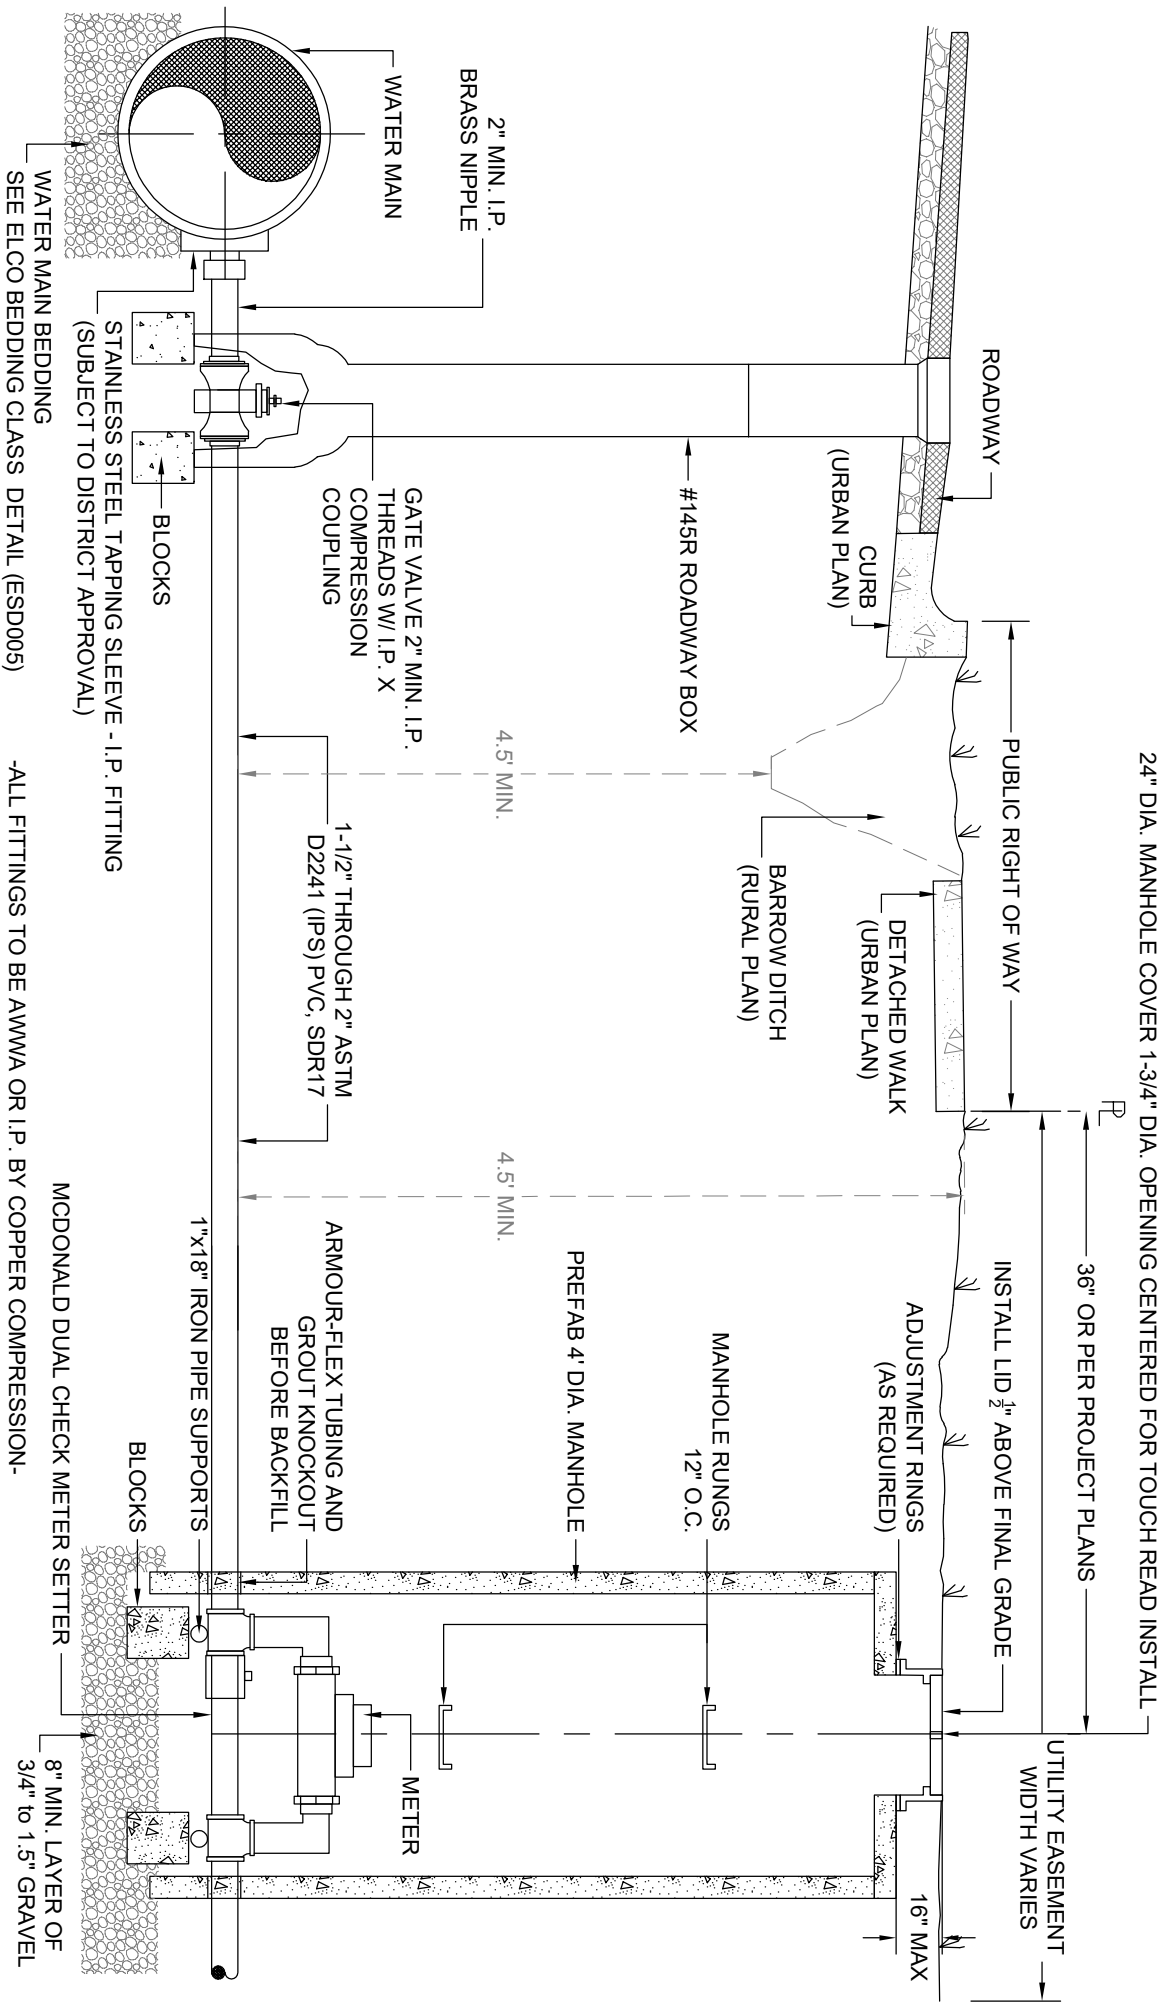 24" DIA. MANHOLE COVER 1-3/4" DIA. OPENING CENTERED FOR TOUCH READ INSTALL
PL
36" OR PER PROJECT PLANS
UTILITY EASEMENT
WIDTH VARIES
PUBLIC RIGHT OF WAY
INSTALL LID 1/2" ABOVE FINAL GRADE
ROADWAY
ADJUSTMENT RINGS
(AS REQUIRED)
16" MAX
CURB
(URBAN PLAN)
DETACHED WALK
(URBAN PLAN)
BARROW DITCH
(RURAL PLAN)
#145R ROADWAY BOX
MANHOLE RUNGS
12" O.C.
PREFAB 4' DIA. MANHOLE
4.5' MIN.
4.5' MIN.
2" MIN. I.P.
BRASS NIPPLE
WATER MAIN
GATE VALVE 2" MIN. I.P.
THREADS W/ I.P. X
COMPRESSION
COUPLING
1-1/2" THROUGH 2" ASTM
D2241 (IPS) PVC, SDR17
ARMOUR-FLEX TUBING AND
GROUT KNOCKOUT
BEFORE BACKFILL
METER
1"x18" IRON PIPE SUPPORTS
BLOCKS
BLOCKS
STAINLESS STEEL TAPPING SLEEVE - I.P. FITTING
(SUBJECT TO DISTRICT APPROVAL)
MCDONALD DUAL CHECK METER SETTER
WATER MAIN BEDDING
SEE ELCO BEDDING CLASS DETAIL (ESD005)
8" MIN. LAYER OF
3/4" to 1.5" GRAVEL
-ALL FITTINGS TO BE AWWA OR I.P. BY COPPER COMPRESSION-